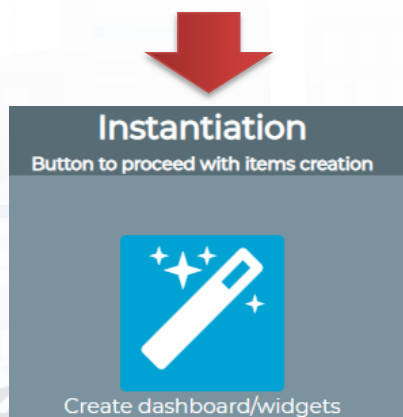 Instantiation
Button to proceed with items creation
Create dashboard/widgets